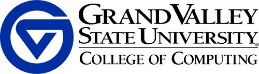 GRAND VALLEY
STATE UNIVERSITY
COLLEGE OF COMPUTING